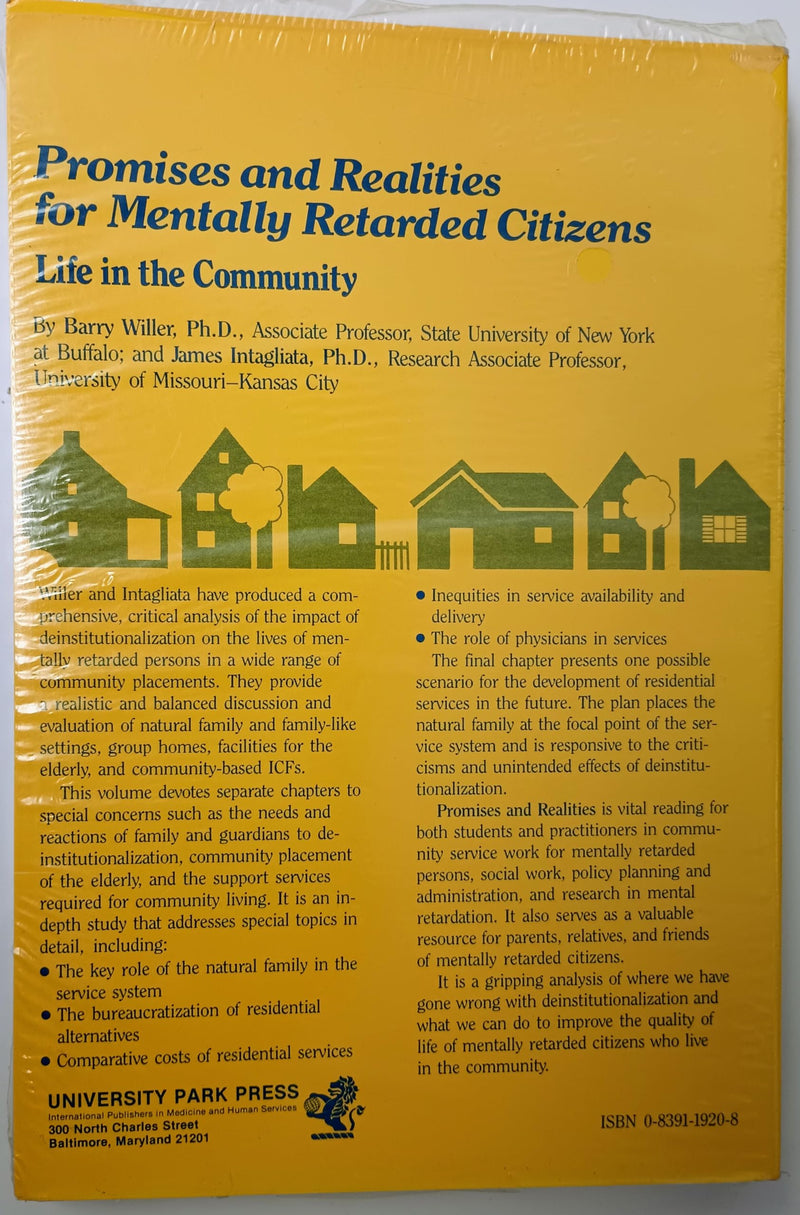 Promises and Realities
for Mentally Retarded Citizens
Life in the Community
By Barry Willer, Ph.D., Associate Professor, State University of New York
at Buffalo; and James Intagliata, Ph.D., Research Associate Professor,
University of Missouri–Kansas City
Willer and Intagliata have produced a com-
prehensive, critical analysis of the impact of
deinstitutionalization on the lives of men-
tally retarded persons in a wide range of
community placements. They provide
a realistic and balanced discussion and
evaluation of natural family and family-like
settings, group homes, facilities for the
elderly, and community-based ICFs.
This volume devotes separate chapters to
special concerns such as the needs and
reactions of family and guardians to de-
institutionalization, community placement
of the elderly, and the support services
required for community living. It is an in-
depth study that addresses special topics in
detail, including:
• The key role of the natural family in the
service system
• The bureaucratization of residential
alternatives
• Comparative costs of residential services
• Inequities in service availability and
delivery
• The role of physicians in services
The final chapter presents one possible
scenario for the development of residential
services in the future. The plan places the
natural family at the focal point of the ser-
vice system and is responsive to the criti-
cisms and unintended effects of deinstitu-
tionalization.
Promises and Realities is vital reading for
both students and practitioners in commu-
nity service work for mentally retarded
persons, social work, policy planning and
administration, and research in mental
retardation. It also serves as a valuable
resource for parents, relatives, and friends
of mentally retarded citizens.
It is a gripping analysis of where we have
gone wrong with deinstitutionalization and
what we can do to improve the quality of
life of mentally retarded citizens who live
in the community.
UNIVERSITY PARK PRESS
International Publishers in Medicine and Human Services
300 North Charles Street
Baltimore, Maryland 21201
ISBN 0-8391-1920-8